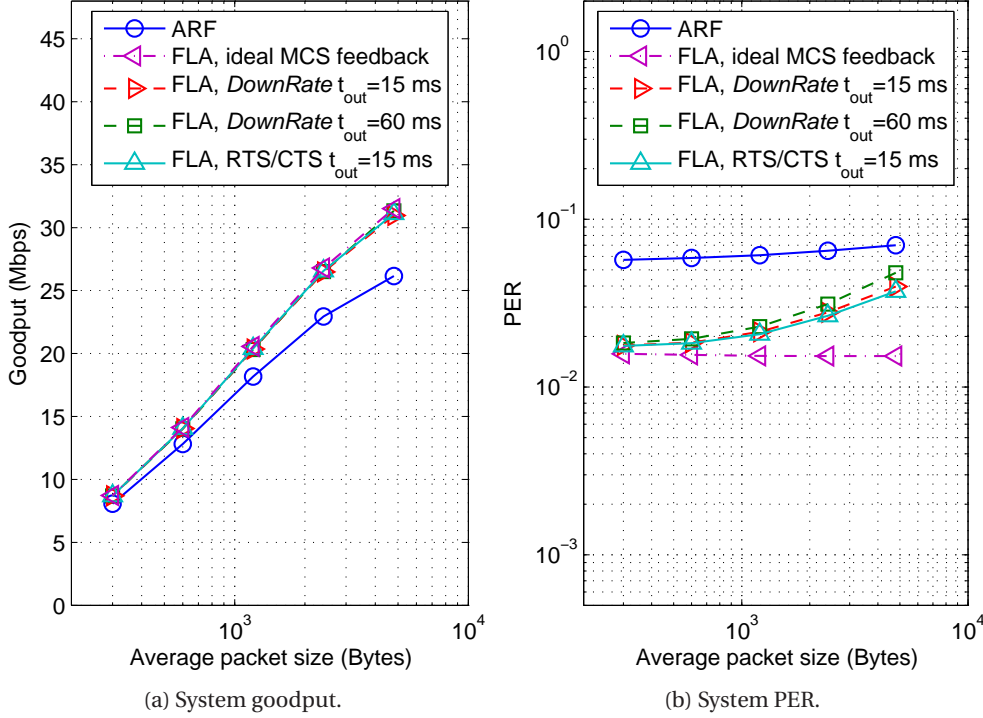 ARF
FLA, ideal MCS feedback
FLA, DownRate t_out=15 ms
FLA, DownRate t_out=60 ms
FLA, RTS/CTS t_out=15 ms
45
40
35
30
25
20
15
10
5
0
Goodput (Mbps)
10^3
10^4
Average packet size (Bytes)
(a) System goodput.
ARF
FLA, ideal MCS feedback
FLA, DownRate t_out=15 ms
FLA, DownRate t_out=60 ms
FLA, RTS/CTS t_out=15 ms
10^0
10^−1
10^−2
10^−3
PER
10^3
10^4
Average packet size (Bytes)
(b) System PER.